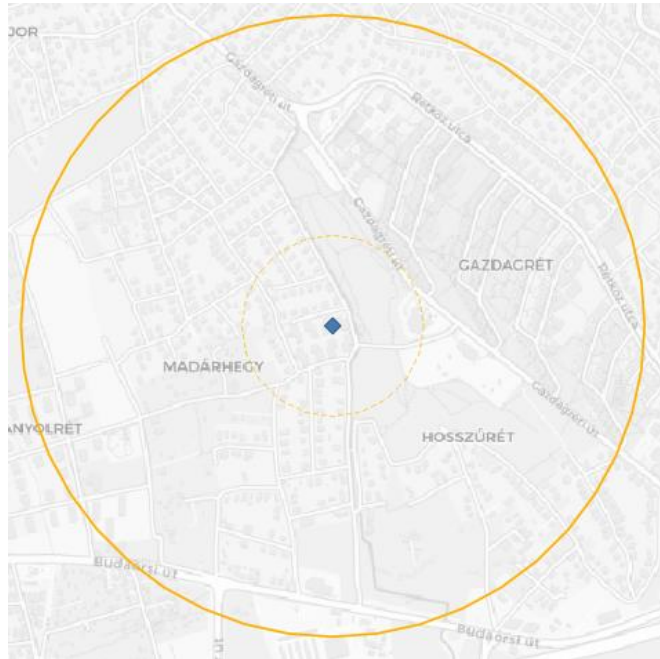 JOR
Gazdagréti út
Rétköz utca
Gazdagréti út
GAZDAGRÉT
Rétköz utca
MADÁRHEGY
Gazdagréti út
ANYOLRÉT
HOSSZÚRÉT
Budaörsi út
Budaörsi út